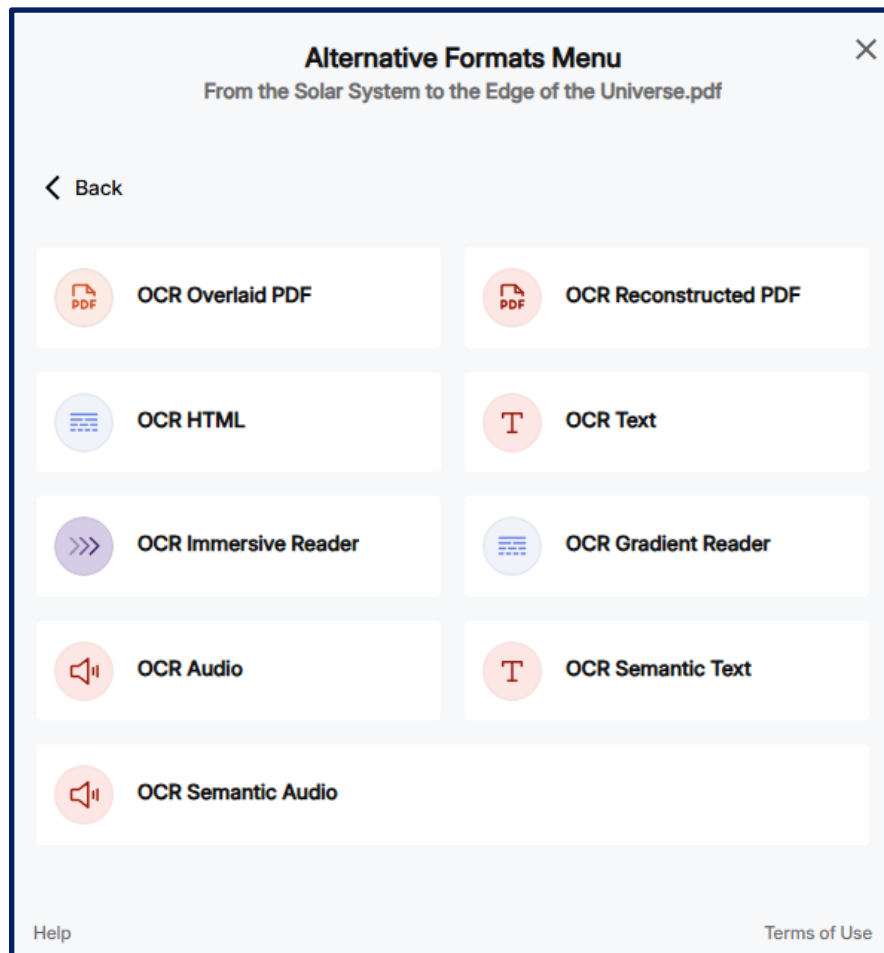 Alternative Formats Menu
From the Solar System to the Edge of the Universe.pdf
Back
PDF
OCR Overlaid PDF
PDF
OCR Reconstructed PDF
OCR HTML
T
OCR Text
OCR Immersive Reader
OCR Gradient Reader
OCR Audio
T
OCR Semantic Text
OCR Semantic Audio
Help
Terms of Use